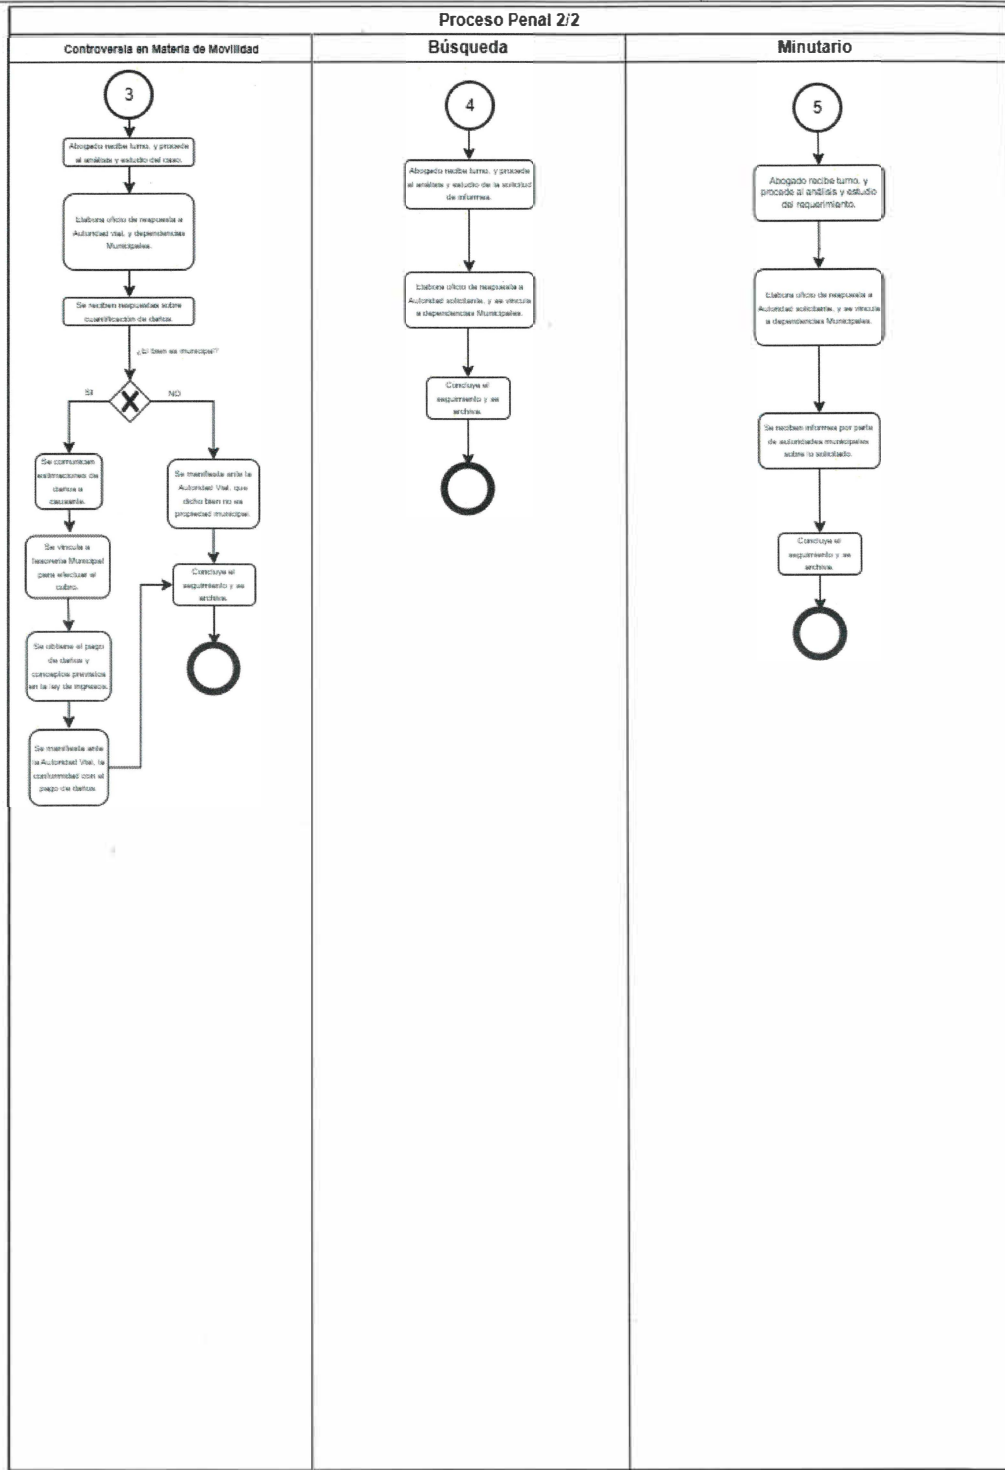 Proceso Penal 2/2
Controversia en Materia de Movilidad
Búsqueda
Minutario
3
Abogado recibe turno, y procede
al análisis y estudio del caso.
Elabora oficio de respuesta a
Autoridad vial, y dependencias
Municipales.
Se reciben respuestas sobre
cuantificación de daños.
¿El bien es municipal?
SI
NO
Se comunican
estimaciones de
daños a
causante.
Se vincula a
tesorería Municipal
para efectuar el
cobro.
Se obtiene el pago
de daños y
conceptos previstos
en la ley de ingresos.
Se manifiesta ante
la Autoridad Vial, la
conformidad con el
pago de daños.
Se manifiesta ante la
Autoridad Vial, que
dicho bien no es
propiedad municipal.
Concluye el
seguimiento y se
archiva.
4
Abogado recibe turno, y procede
al análisis y estudio de la solicitud
de informes.
Elabora oficio de respuesta a
Autoridad solicitante, y se vincula
a dependencias Municipales.
Concluye el
seguimiento y se
archiva.
5
Abogado recibe turno, y
procede al análisis y estudio
del requerimiento.
Elabora oficio de respuesta a
Autoridad solicitante, y se vincula
a dependencias Municipales.
Se reciben informes por parte
de autoridades municipales
sobre lo solicitado.
Concluye el
seguimiento y se
archiva.